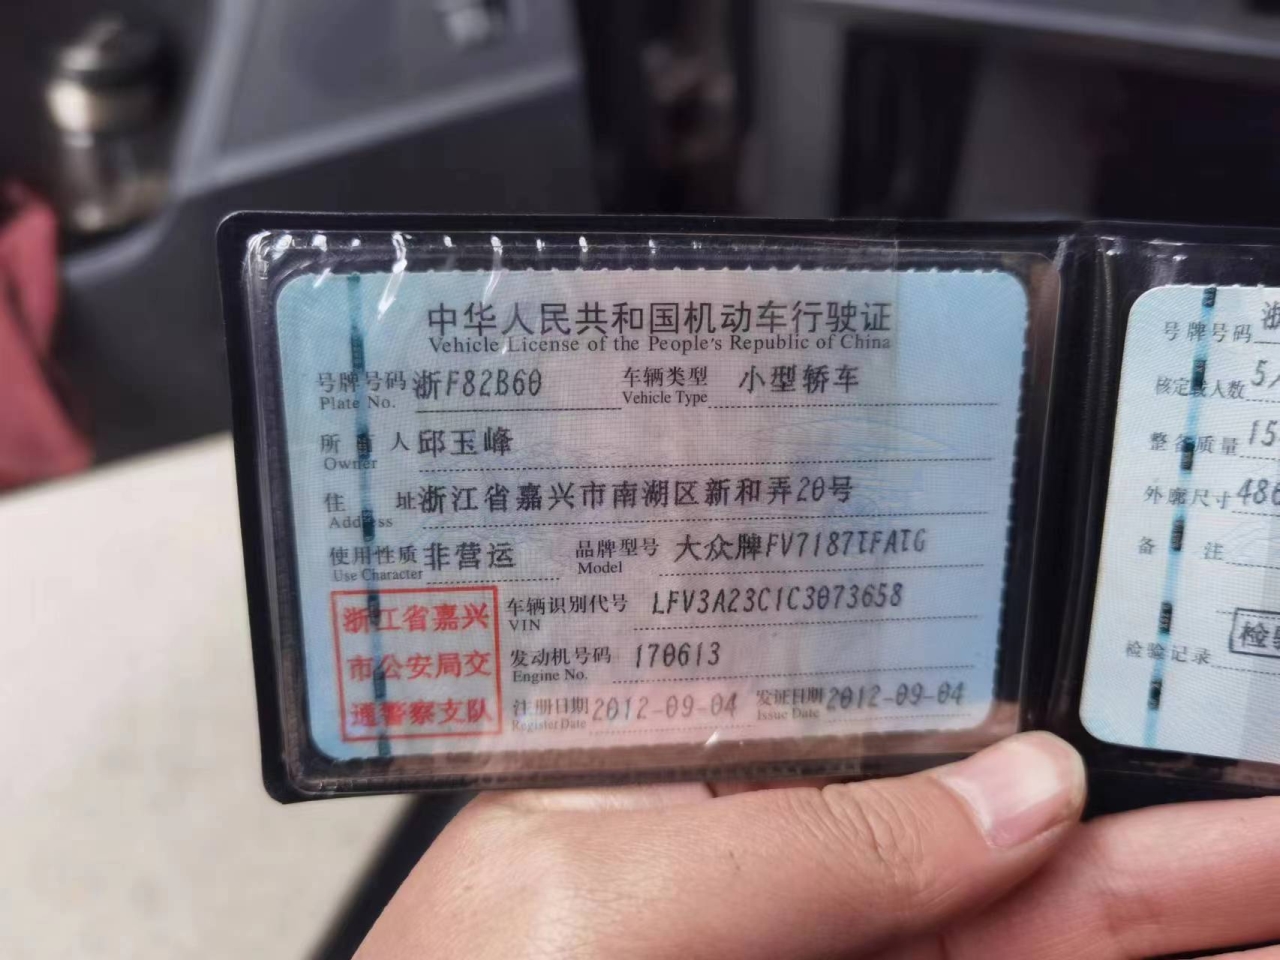 中华人民共和国机动车行驶证
Vehicle License of the People's Republic of China
号牌号码 浙F82B60 车辆类型 小型轿车
Plate No. Vehicle Type
所有人 邱玉峰
Owner
住址 浙江省嘉兴市南湖区新和弄20号
Address
使用性质 非营运 品牌型号 大众牌FV7187TFATG
Use Character Model
浙江省嘉兴
市公安局交
通警察支队
车辆识别代号 LFV3A23C1C3073658
VIN
发动机号码 170613
Engine No.
注册日期 2012-09-04 发证日期 2012-09-04
Register Date Issue Date
号牌号码 浙
核定载人数 5
整备质量 15
外廓尺寸 486
备注
检验记录 检